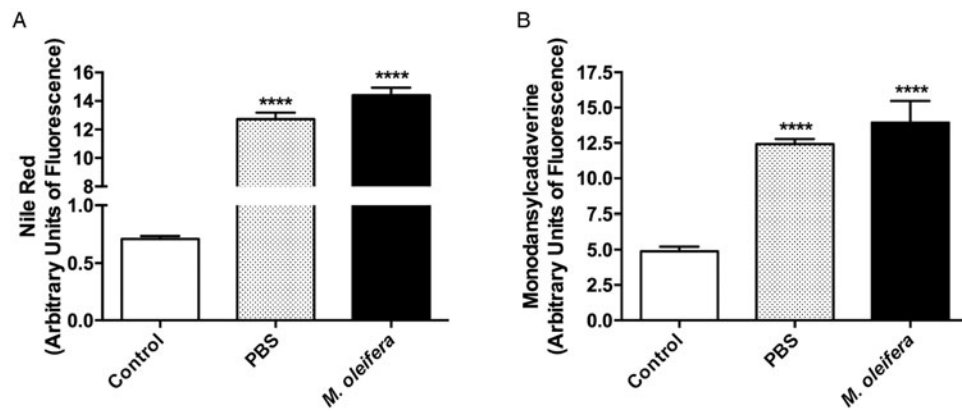 A
Nile Red
(Arbitrary Units of Fluorescence)
16
14
12
10
8
1.0
0.5
0.0
****
****
Control
PBS
M. oleifera
B
Monodansylcadaverine
(Arbitrary Units of Fluorescence)
17.5
15.0
12.5
10.0
7.5
5.0
2.5
0.0
****
****
Control
PBS
M. oleifera